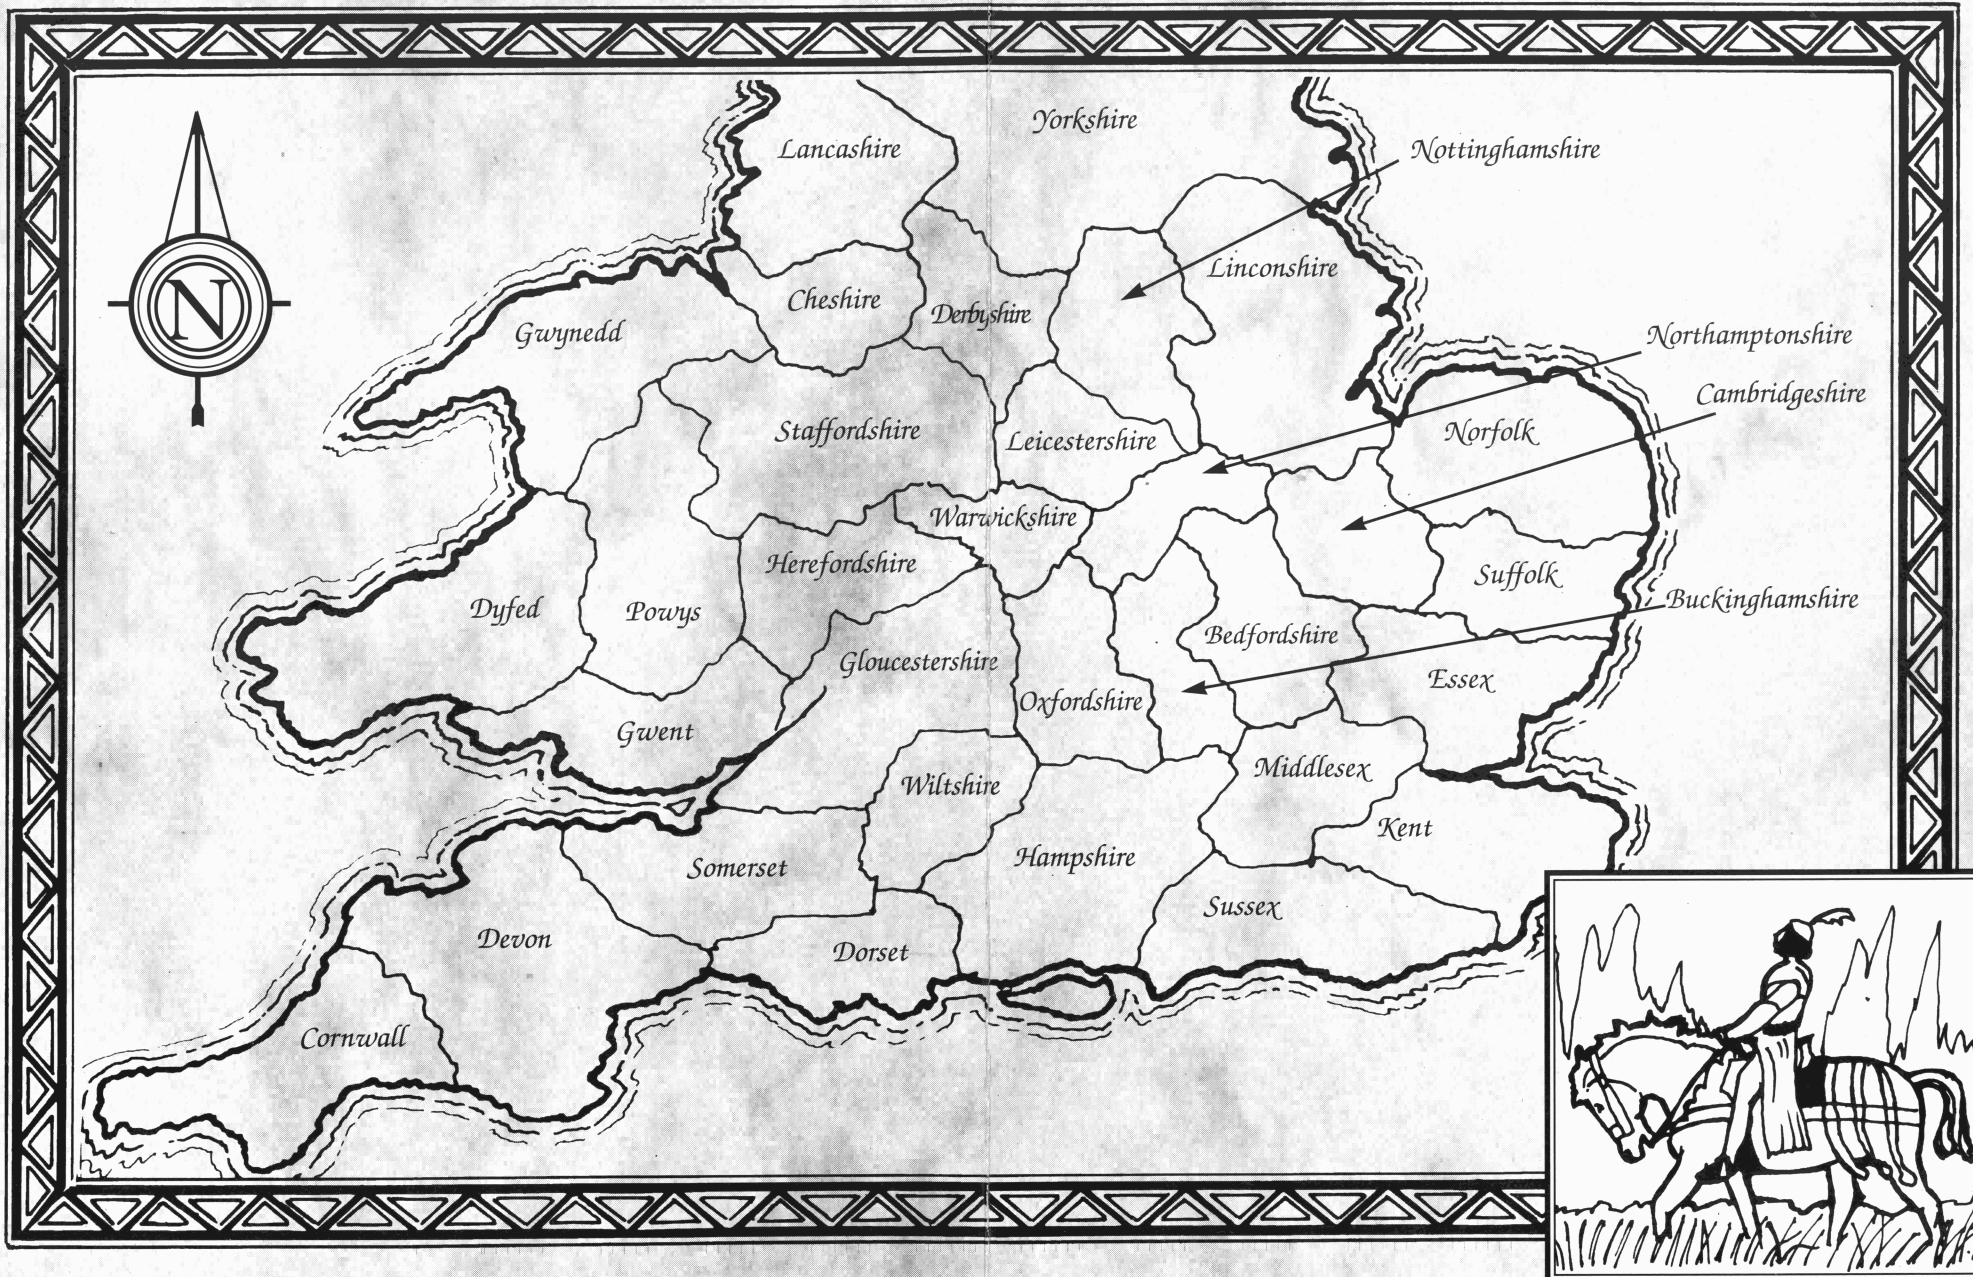 Yorkshire
Lancashire
Nottinghamshire
Linconshire
N
Cheshire
Derbyshire
Gwynedd
Northamptonshire
Cambridgeshire
Staffordshire
Leicestershire
Norfolk
Warwickshire
Herefordshire
Suffolk
Buckinghamshire
Dyfed
Powys
Bedfordshire
Gloucestershire
Essex
Oxfordshire
Gwent
Middlesex
Wiltshire
Kent
Hampshire
Somerset
Sussex
Devon
Dorset
Cornwall